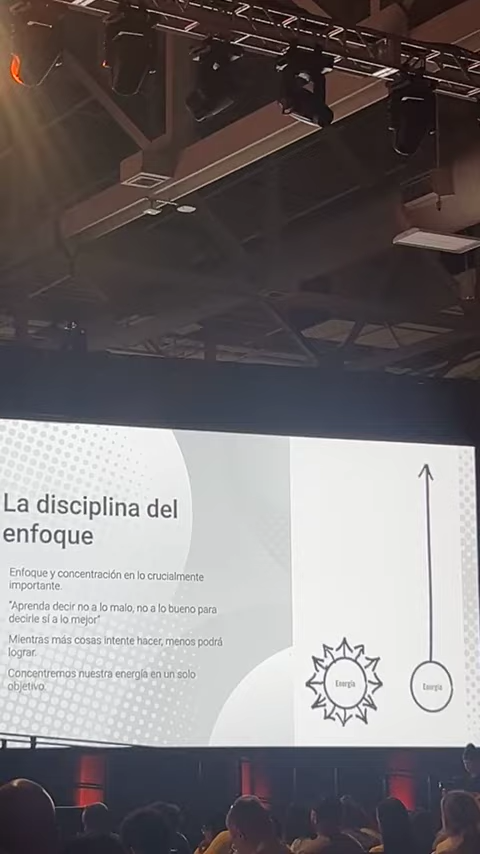 La disciplina del
enfoque
Enfoque y concentración en lo crucialmente
importante.
"Aprenda decir no a lo malo, no a lo bueno para
decirle sí a lo mejor"
Mientras más cosas intente hacer, menos podrá
lograr.
Concentremos nuestra energía en un solo
objetivo.
Energía
Energía